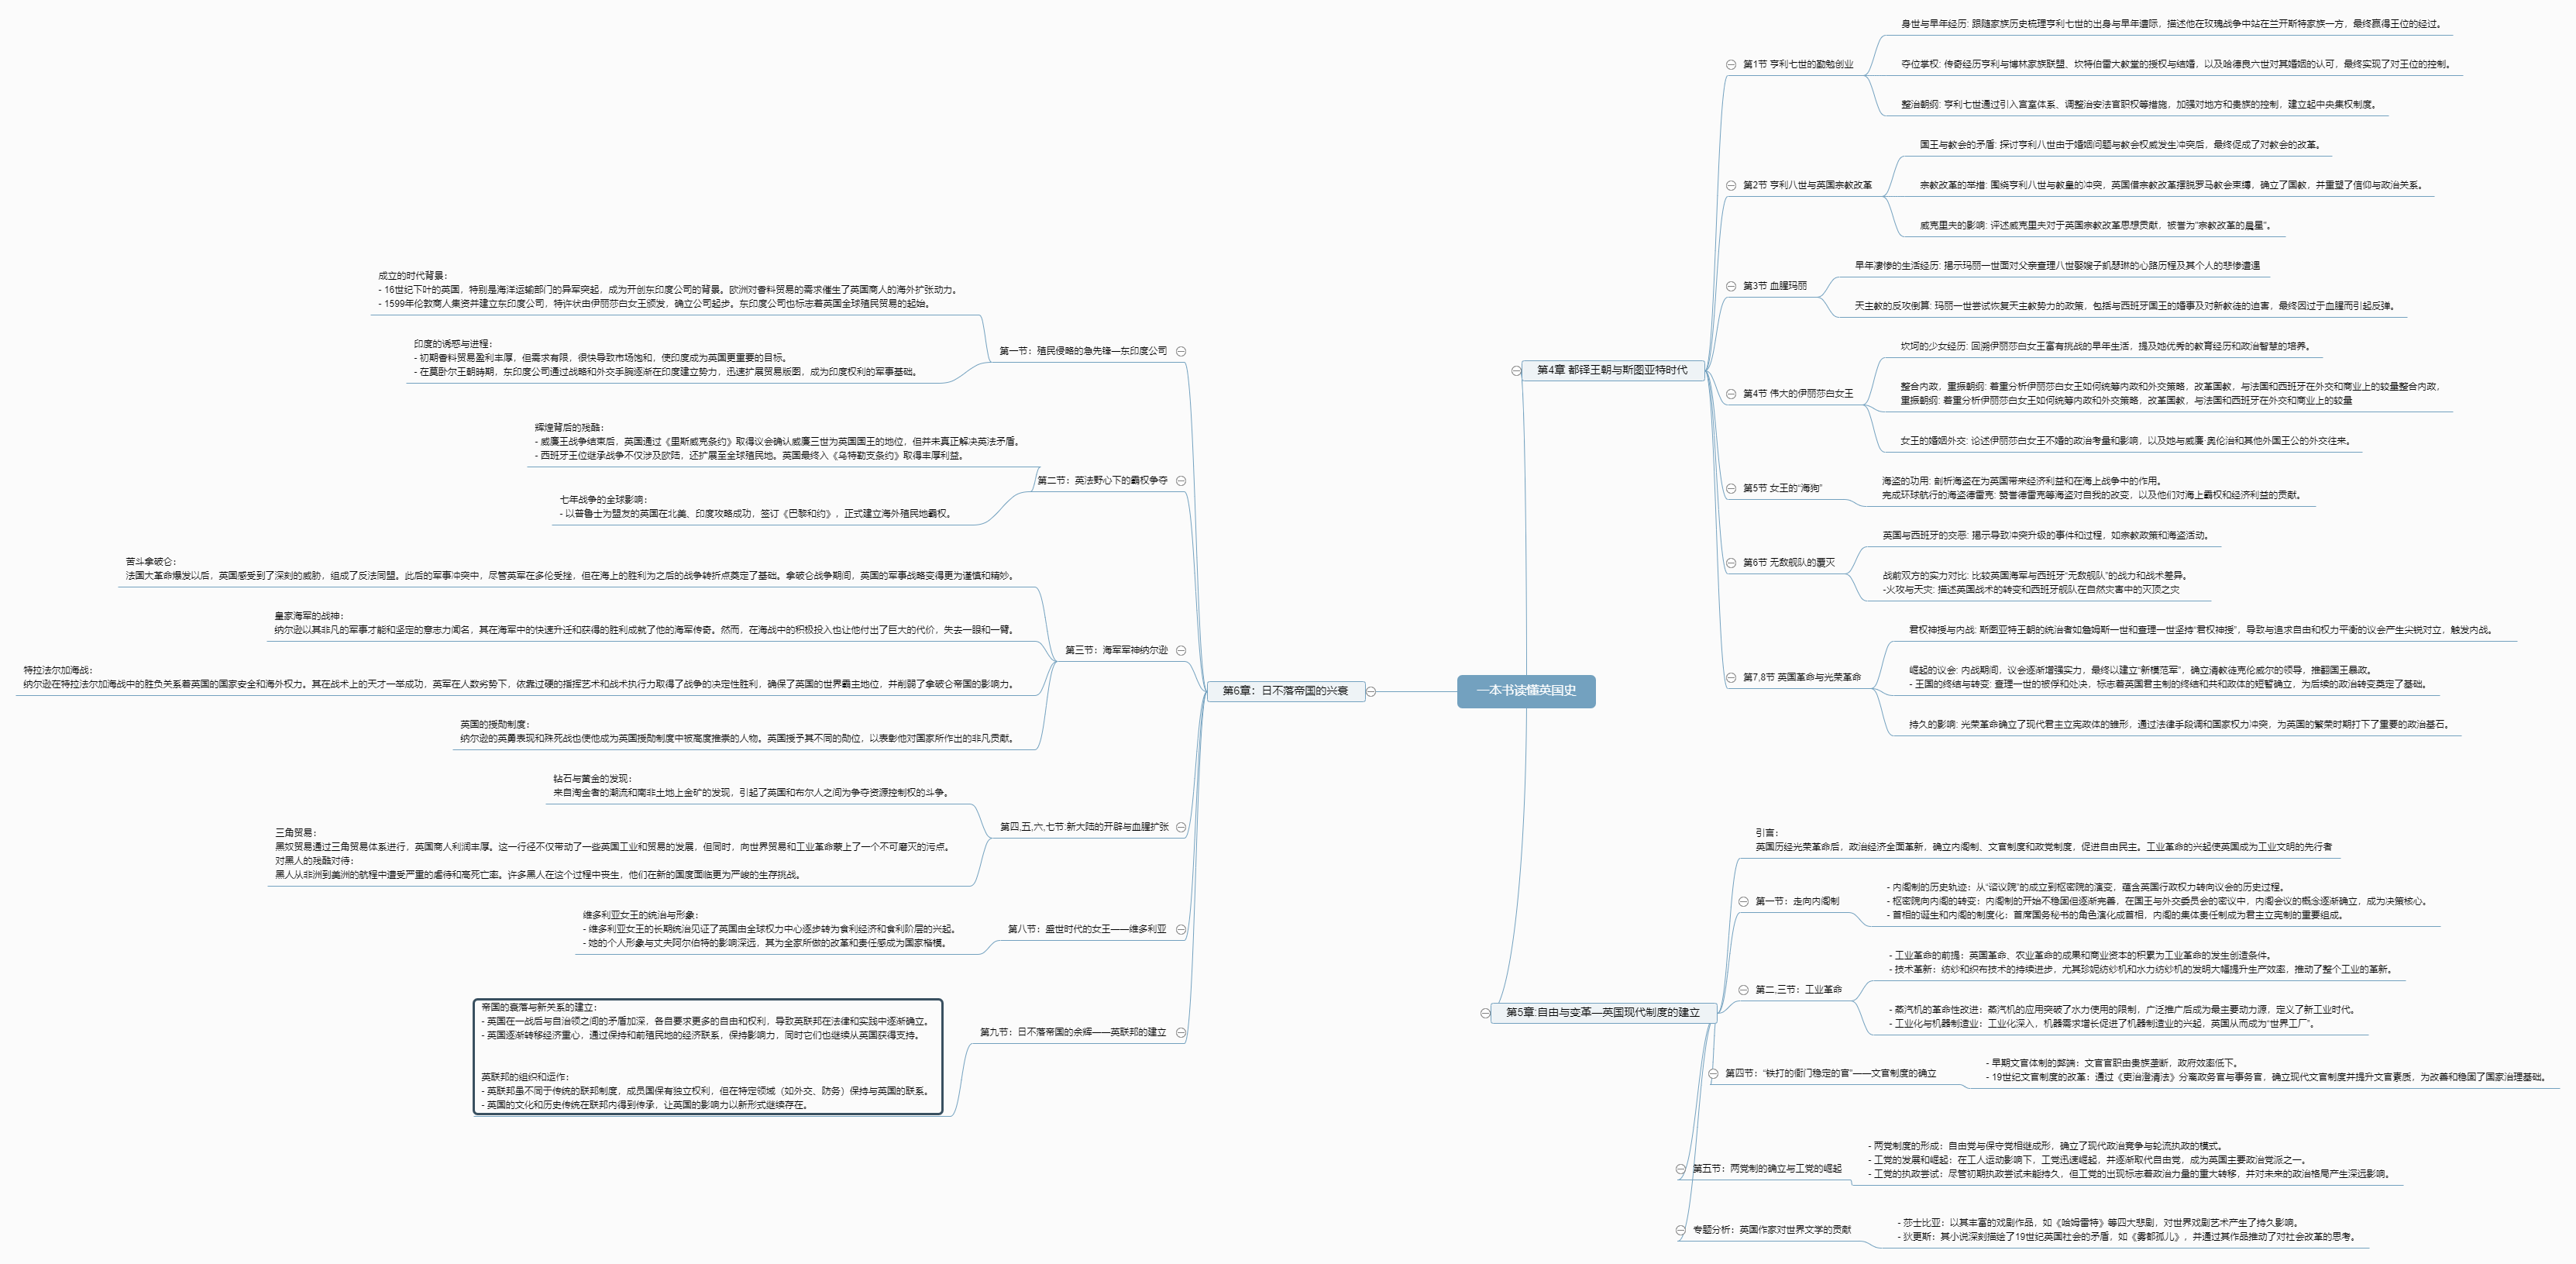 一本书读懂英国史
第4章 都铎王朝与斯图亚特时代
第1节 亨利七世的勤勉创业
身世与早年经历: 跟随家族历史梳理亨利七世的出身与早年遭际，描述他在玫瑰战争中站在兰开斯特家族一方，最终赢得王位的经过。
夺位掌权: 传奇经历亨利与博林家族联盟、坎特伯雷大教堂的授权与结婚，以及哈德良六世对其婚姻的认可，最终实现了对王位的控制。
整治朝纲: 亨利七世通过引入宫室体系、调整治安法官职权等措施，加强对地方和贵族的控制，建立起中央集权制度。
第2节 亨利八世与英国宗教改革
国王与教会的矛盾: 探讨亨利八世由于婚姻问题与教会权威发生冲突后，最终促成了对教会的改革。
宗教改革的举措: 围绕亨利八世与教皇的冲突，英国借宗教改革摆脱罗马教会束缚，确立了国教，并重塑了信仰与政治关系。
威克里夫的影响: 评述威克里夫对于英国宗教改革思想贡献，被誉为“宗教改革的晨星”。
第3节 血腥玛丽
早年凄惨的生活经历: 揭示玛丽一世面对父亲查理八世娶嫂子凯瑟琳的心路历程及其个人的悲惨遭遇
天主教的反攻倒算: 玛丽一世尝试恢复天主教势力的政策，包括与西班牙国王的婚事及对新教徒的迫害，最终因过于血腥而引起反弹。
第4节 伟大的伊丽莎白女王
坎坷的少女经历: 回溯伊丽莎白女王富有挑战的早年生活，提及她优秀的教育经历和政治智慧的培养。
整合内政，重振朝纲: 着重分析伊丽莎白女王如何统筹内政和外交策略，改革国教，与法国和西班牙在外交和商业上的较量整合内政，
重振朝纲: 着重分析伊丽莎白女王如何统筹内政和外交策略，改革国教，与法国和西班牙在外交和商业上的较量
女王的婚姻外交: 论述伊丽莎白女王不婚的政治考量和影响，以及她与威廉·奥伦治和其他外国王公的外交往来。
第5节 女王的“海狗”
海盗的功用: 剖析海盗在为英国带来经济利益和在海上战争中的作用。
完成环球航行的海盗德雷克: 赞誉德雷克等海盗对自我的改变，以及他们对海上霸权和经济利益的贡献。
第6节 无敌舰队的覆灭
英国与西班牙的交恶: 揭示导致冲突升级的事件和过程，如宗教政策和海盗活动。
战前双方的实力对比: 比较英国海军与西班牙“无敌舰队”的战力和战术差异。
-火攻与天灾: 描述英国战术的转变和西班牙舰队在自然灾害中的灭顶之灾
第7,8节 英国革命与光荣革命
君权神授与内战: 斯图亚特王朝的统治者如詹姆斯一世和查理一世坚持“君权神授”，导致与追求自由和权力平衡的议会产生尖锐对立，触发内战。
崛起的议会: 内战期间，议会逐渐增强实力，最终以建立“新模范军”，确立清教徒克伦威尔的领导，推翻国王暴政。
- 王国的终结与转变: 查理一世的被俘和处决，标志着英国君主制的终结和共和政体的短暂确立，为后续的政治转变奠定了基础。
持久的影响: 光荣革命确立了现代君主立宪政体的雏形，通过法律手段调和国家权力冲突，为英国的繁荣时期打下了重要的政治基石。
第5章 自由与变革—英国现代制度的建立
引言：
英国历经光荣革命后，政治经济全面革新，确立内阁制、文官制度和政党制度，促进自由民主。工业革命的兴起使英国成为工业文明的先行者
第一节：走向内阁制
- 内阁制的历史轨迹：从“谘议院”的成立到枢密院的演变，蕴含英国行政权力转向议会的历史过程。
- 枢密院向内阁的转变：内阁制的开始不稳固但逐渐完善，在国王与外交委员会的密议中，内阁会议的概念逐渐确立，成为决策核心。
- 首相的诞生和内阁的制度化：首席国务秘书的角色演化成首相，内阁的集体责任制成为君主立宪制的重要组成。
第二,三节：工业革命
- 工业革命的前提：英国革命、农业革命的成果和商业资本的积累为工业革命的发生创造条件。
- 技术革新：纺纱和织布技术的持续进步，尤其珍妮纺纱机和水力纺纱机的发明大幅提升生产效率，推动了整个工业的革新。
- 蒸汽机的革命性改进：蒸汽机的应用突破了水力使用的限制，广泛推广后成为最主要动力源，定义了新工业时代。
- 工业化与机器制造业：工业化深入，机器需求增长促进了机器制造业的兴起，英国从而成为“世界工厂”。
第四节：“铁打的衙门稳定的官”——文官制度的确立
- 早期文官体制的弊端：文官官职由贵族垄断，政府效率低下。
- 19世纪文官制度的改革：通过《吏治澄清法》分离政务官与事务官，确立现代文官制度并提升文官素质，为改善和稳固了国家治理基础。
第五节：两党制的确立与工党的崛起
- 两党制度的形成：自由党与保守党相继成形，确立了现代政治竞争与轮流执政的模式。
- 工党的发展和崛起：在工人运动影响下，工党迅速崛起，并逐渐取代自由党，成为英国主要政治党派之一。
- 工党的执政尝试：尽管初期执政尝试未能持久，但工党的出现标志着政治力量的重大转移，并对未来的政治格局产生深远影响。
专题分析：英国作家对世界文学的贡献
- 莎士比亚：以其丰富的戏剧作品，如《哈姆雷特》等四大悲剧，对世界戏剧艺术产生了持久影响。
- 狄更斯：其小说深刻描绘了19世纪英国社会的矛盾，如《雾都孤儿》，并通过其作品推动了对社会改革的思考。
第6章：日不落帝国的兴衰
第一节：殖民侵略的急先锋—东印度公司
成立的时代背景：
- 16世纪下叶的英国，特别是海洋运输部门的异军突起，成为开创东印度公司的背景。欧洲对香料贸易的需求催生了英国商人的海外扩张动力。
- 1599年伦敦商人集资并建立东印度公司，特许状由伊丽莎白女王颁发，确立公司起步。东印度公司也标志着英国全球殖民贸易的起始。
印度的诱惑与进程：
- 初期香料贸易盈利丰厚，但需求有限，很快导致市场饱和，使印度成为英国更重要的目标。
- 在莫卧尔王朝時期，东印度公司通过战略和外交手腕逐渐在印度建立势力，迅速扩展贸易版图，成为印度权利的军事基础。
第二节：英法野心下的霸权争夺
辉煌背后的残酷：
- 威廉王战争结束后，英国通过《里斯威克条约》取得议会确认威廉三世为英国国王的地位，但并未真正解决英法矛盾。
- 西班牙王位继承战争不仅涉及欧陆，还扩展至全球殖民地。英国最终入《乌特勒支条约》取得丰厚利益。
七年战争的全球影响：
- 以普鲁士为盟友的英国在北美、印度攻略成功，签订《巴黎和约》，正式建立海外殖民地霸权。
第三节：海军军神纳尔逊
苦斗拿破仑：
法国大革命爆发以后，英国感受到了深刻的威胁，组成了反法同盟。此后的军事冲突中，尽管英军在多伦受挫，但在海上的胜利为之后的战争转折点奠定了基础。拿破仑战争期间，英国的军事战略变得更为谨慎和精妙。
皇家海军的战神：
纳尔逊以其非凡的军事才能和坚定的意志力闻名，其在海军中的快速升迁和获得的胜利成就了他的海军传奇。然而，在海战中的积极投入也让他付出了巨大的代价，失去一眼和一臂。
特拉法尔加海战：
纳尔逊在特拉法尔加海战中的胜负关系着英国的国家安全和海外权力。其在战术上的天才一举成功，英军在人数劣势下，依靠过硬的指挥艺术和战术执行力取得了战争的决定性胜利，确保了英国的世界霸主地位，并削弱了拿破仑帝国的影响力。
英国的授勋制度：
纳尔逊的英勇表现和殊死战也使他成为英国授勋制度中被高度推崇的人物。英国授予其不同的勋位，以表彰他对国家所作出的非凡贡献。
第四,五,六,七节:新大陆的开辟与血腥扩张
钻石与黄金的发现：
来自淘金者的潮流和南非土地上金矿的发现，引起了英国和布尔人之间为争夺资源控制权的斗争。
三角贸易：
黑奴贸易通过三角贸易体系进行，英国商人利润丰厚。这一行径不仅带动了一些英国工业和贸易的发展，但同时，向世界贸易和工业革命蒙上了一个不可磨灭的污点。
对黑人的残酷对待：
黑人从非洲到美洲的航程中遭受严重的虐待和高死亡率。许多黑人在这个过程中丧生，他们在新的国度面临更为严峻的生存挑战。
第八节：盛世时代的女王——维多利亚
维多利亚女王的统治与形象：
- 维多利亚女王的长期统治见证了英国由全球权力中心逐步转为食利经济和食利阶层的兴起。
- 她的个人形象与丈夫阿尔伯特的影响深远，其为全家所做的改革和责任感成为国家楷模。
第九节：日不落帝国的余辉——英联邦的建立
帝国的衰落与新关系的建立：
- 英国在一战后与自治领之间的矛盾加深，各自要求更多的自由和权利，导致英联邦在法律和实践中逐渐确立。
- 英国逐渐转移经济重心，通过保持和前殖民地的经济联系，保持影响力，同时它们也继续从英国获得支持。
英联邦的组织和运作：
- 英联邦虽不同于传统的联邦制度，成员国保有独立权利，但在特定领域（如外交、防务）保持与英国的联系。
- 英国的文化和历史传统在联邦内得到传承，让英国的影响力以新形式继续存在。